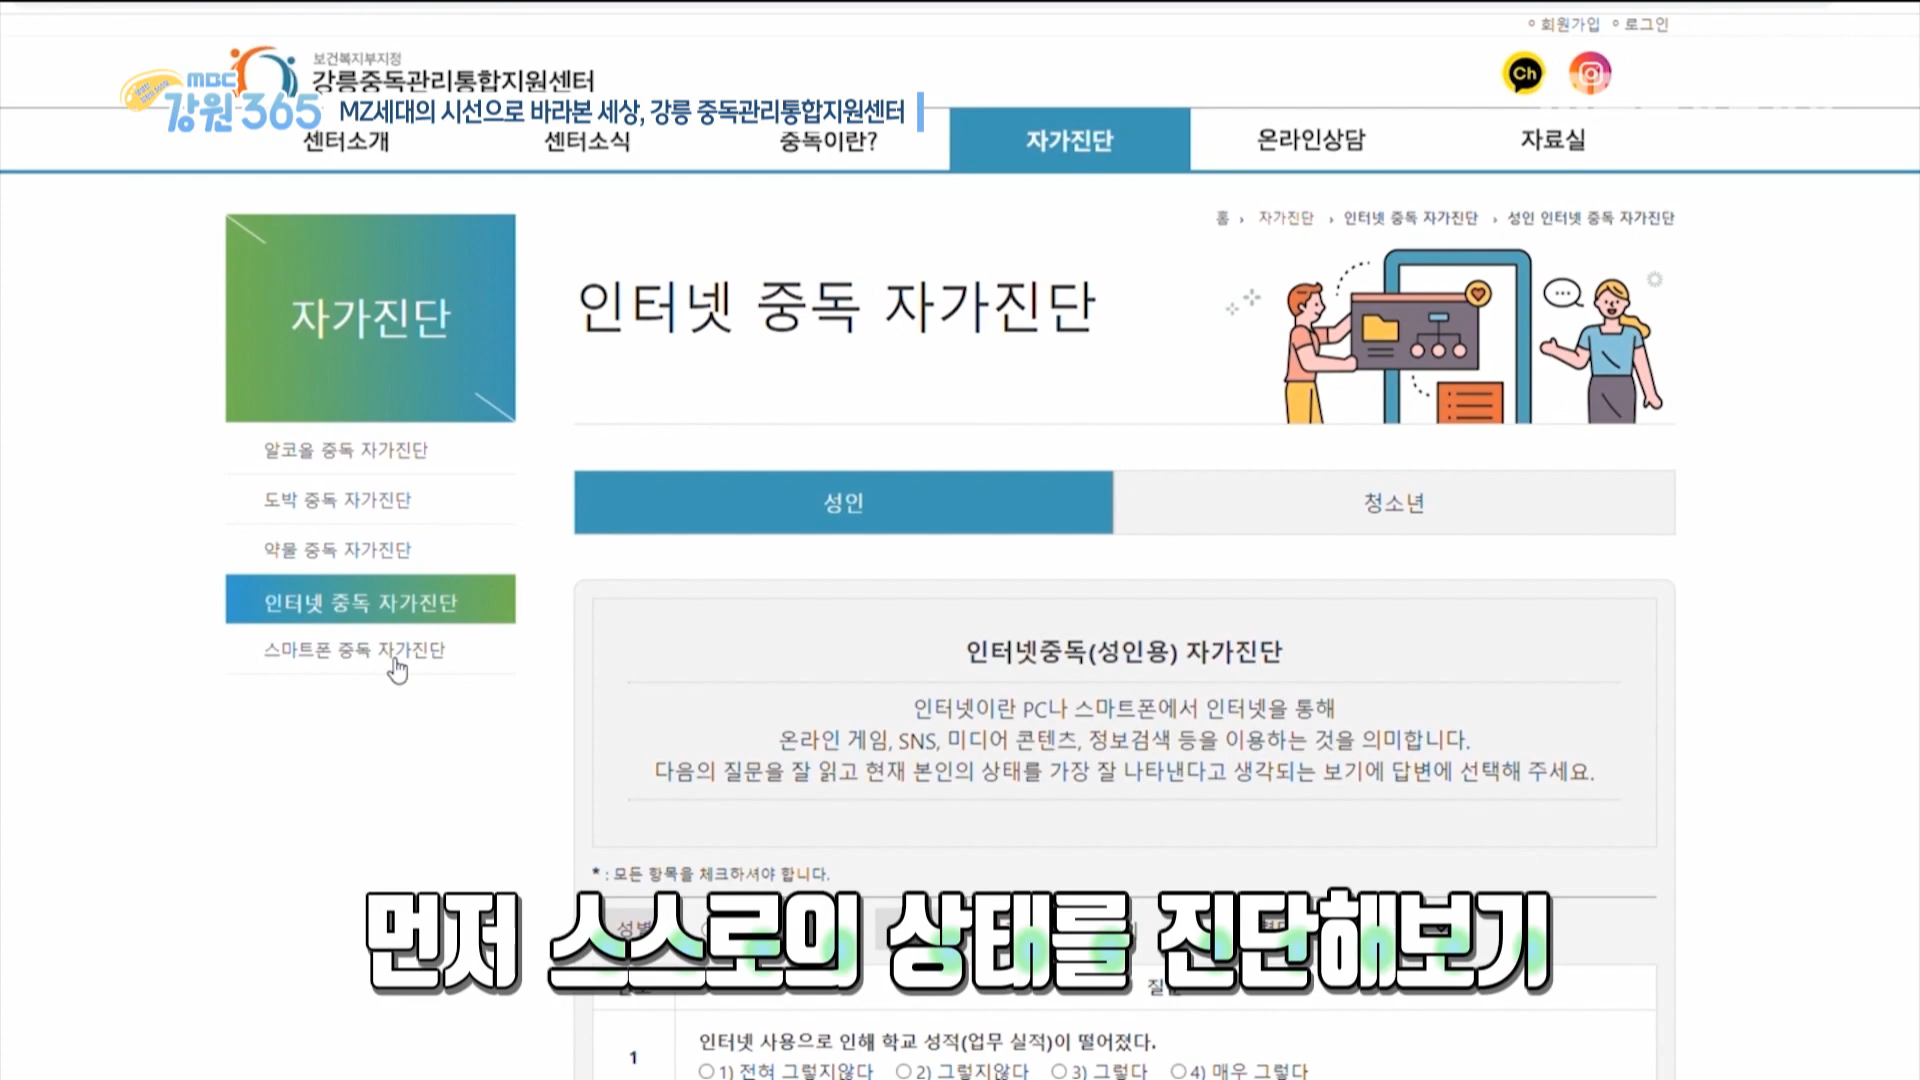 회원가입 로그인
보건복지부지정
강릉중독관리통합지원센터
Ch
MBC 강원365
MZ세대의 시선으로 바라본 세상, 강릉 중독관리통합지원센터
센터소개 센터소식 중독이란? 자가진단 온라인상담 자료실
홈 › 자가진단 › 인터넷 중독 자가진단 › 성인 인터넷 중독 자가진단
자가진단
인터넷 중독 자가진단
알코올 중독 자가진단
도박 중독 자가진단
약물 중독 자가진단
인터넷 중독 자가진단
스마트폰 중독 자가진단
성인 청소년
인터넷중독(성인용) 자가진단
인터넷이란 PC나 스마트폰에서 인터넷을 통해
온라인 게임, SNS, 미디어 콘텐츠, 정보검색 등을 이용하는 것을 의미합니다.
다음의 질문을 잘 읽고 현재 본인의 상태를 가장 잘 나타낸다고 생각되는 보기에 답변에 선택해 주세요.
* : 모든 항목을 체크하셔야 합니다.
먼저 스스로의 상태를 진단해보기
1 인터넷 사용으로 인해 학교 성적(업무 실적)이 떨어졌다.
1) 전혀 그렇지않다 2) 그렇지않다 3) 그렇다 4) 매우 그렇다